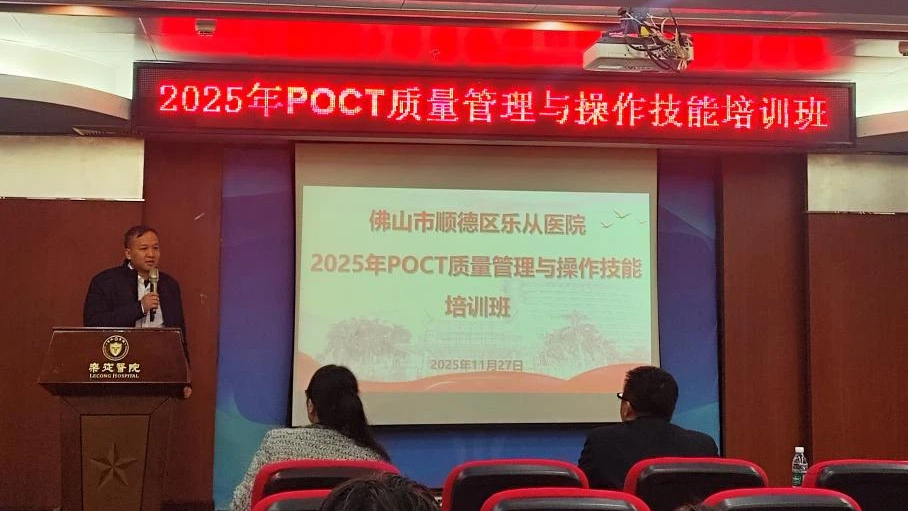 2025年POCT质量管理与操作技能培训班
佛山市顺德区乐从医院
2025年POCT质量管理与操作技能
培训班
2025年11月27日
樂從醫院
LECONG HOSPITAL